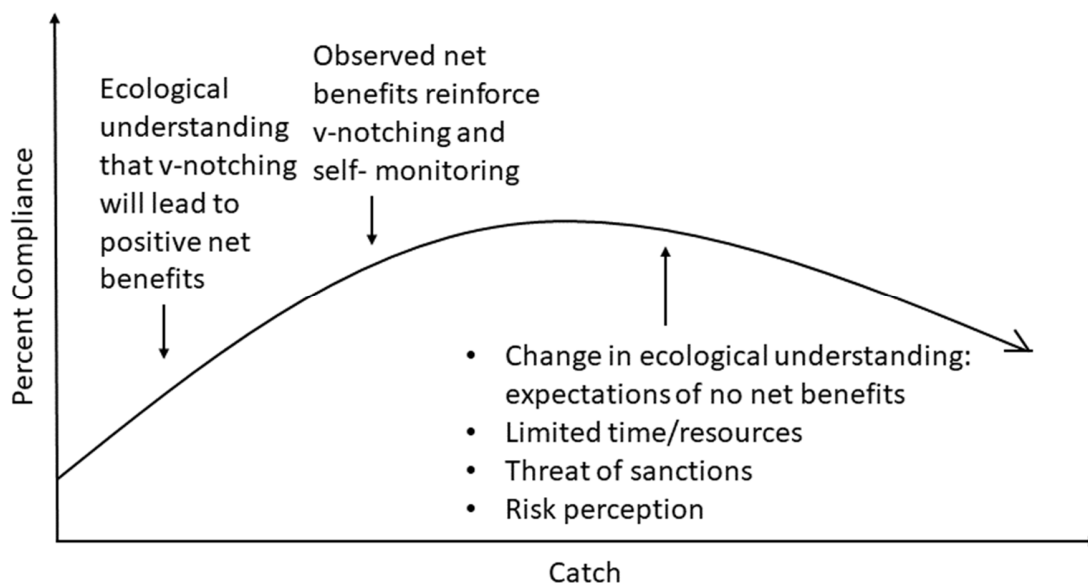 Percent Compliance
Ecological
understanding
that v-notching
will lead to
positive net
benefits
Observed net
benefits reinforce
v-notching and
self- monitoring
• Change in ecological understanding:
expectations of no net benefits
• Limited time/resources
• Threat of sanctions
• Risk perception
Catch